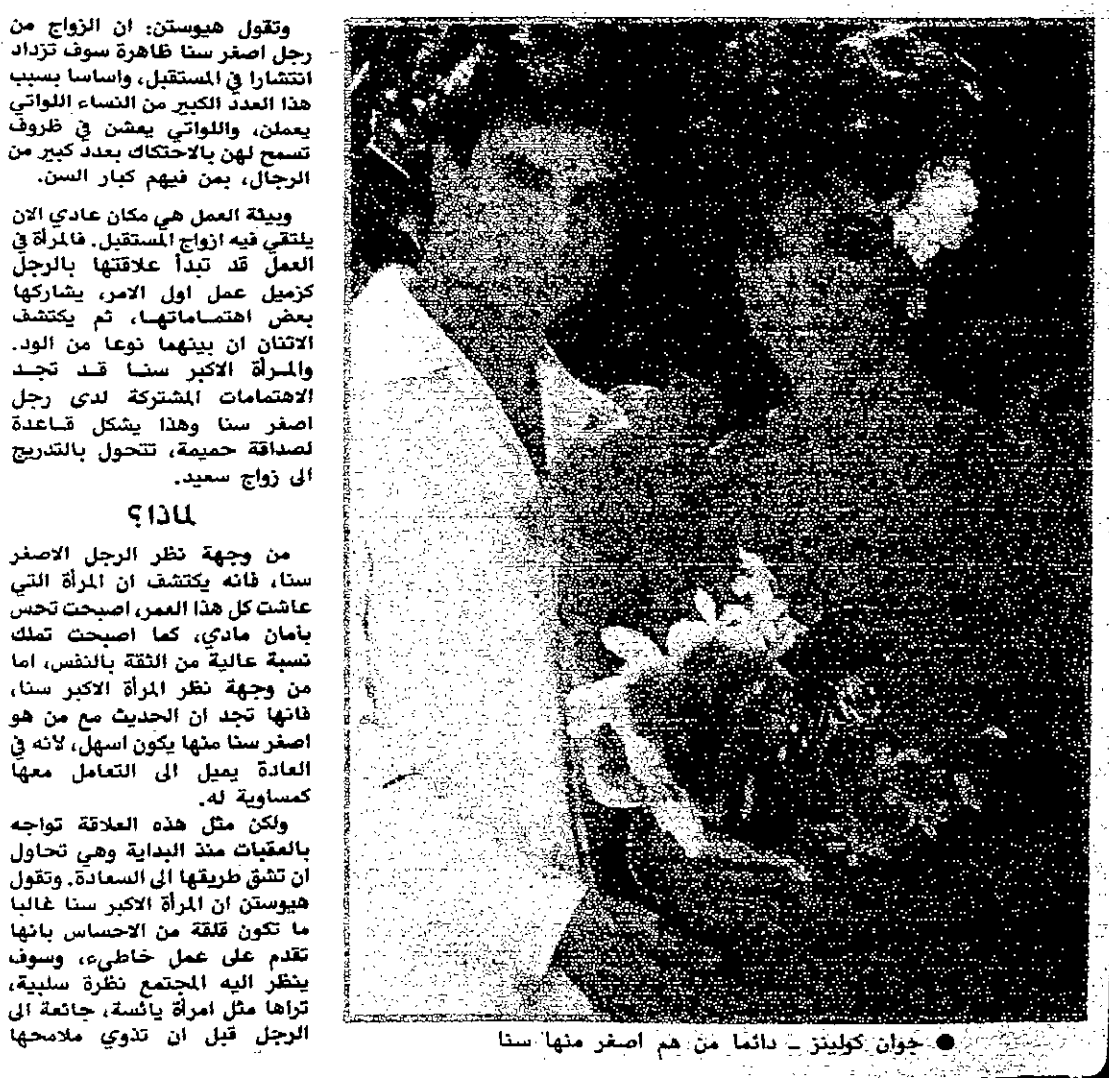 وتقول هيوستن: ان الزواج من
رجل اصغر سنا ظاهرة سوف تزداد
انتشارا في المستقبل، واساسا بسبب
هذا العدد الكبير من النساء اللواتي
يعملن، واللواتي يعشن في ظروف
تسمح لهن بالاحتكاك بعدد كبير من
الرجال، بمن فيهم كبار السن.
وبيئة العمل هي مكان عادي الان
يلتقي فيه ازواج المستقبل. فالمرأة في
العمل قد تبدأ علاقتها بالرجل
كزميل عمل اول الامر، يشاركها
بعض اهتمـاماتهـا، ثم يكتشف
الاثنان ان بينهما نوعا من الود.
والمـرأة الاكبر سنـا قـد تجـد
الاهتمامات المشتركة لدى رجل
اصغر سنا وهذا يشكل قـاعدة
لصداقة حميمة، تتحول بالتدريج
الى زواج سعيد.
لماذا؟
من وجهة نظر الرجل الاصغر
سنا، فانه يكتشف ان المرأة التي
عاشت كل هذا العمر، اصبحت تحس
بامان مادي، كما اصبحت تملك
نسبة عالية من الثقة بالنفس، اما
من وجهة نظر المرأة الاكبر سنا،
فانها تجد ان الحديث مع من هو
اصغر سنا منها يكون اسهل، لأنه في
العادة يميل الى التعامل معها
كمساوية له.
ولكن مثل هذه العلاقة تواجه
بالعقبات منذ البداية وهي تحاول
ان تشق طريقها الى السعادة. وتقول
هيوستن ان المرأة الاكبر سنا غالبا
ما تكون قلقة من الاحساس بانها
تقدم على عمل خاطىء، وسوف
ينظر اليه المجتمع نظرة سلبية،
تراها مثل امرأة يائسة، جائعة الى
الرجل قبل ان تذوي ملامحها
● جوان كولينز ــ دائما من هم اصغر منها سنا